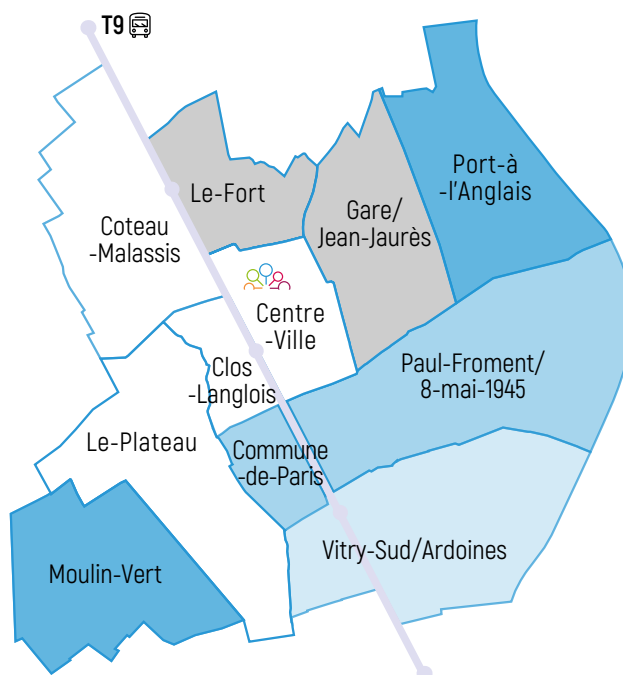 T9
Port-à
-l'Anglais
Le-Fort
Gare/
Jean-Jaurès
Coteau
-Malassis
Centre
-Ville
Paul-Froment/
8-mai-1945
Clos
-Langlois
Le-Plateau
Commune
-de-Paris
Vitry-Sud/Ardoines
Moulin-Vert